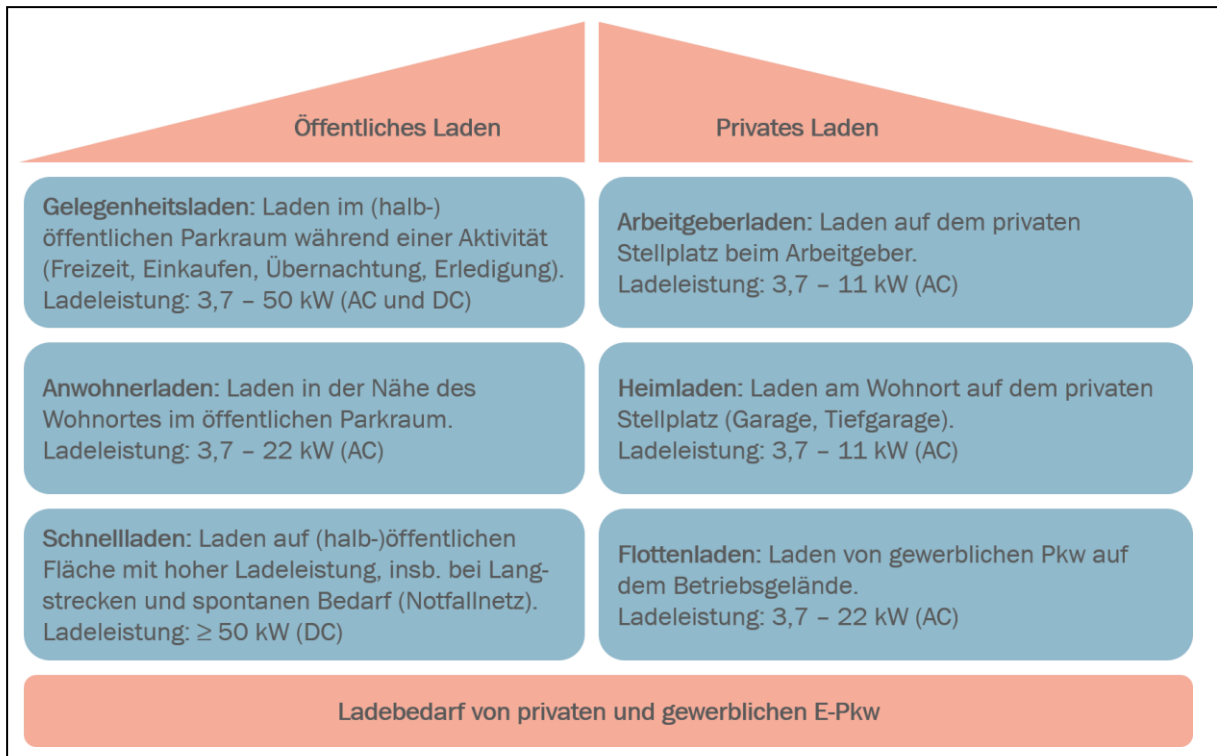 Öffentliches Laden
Gelegenheitsladen: Laden im (halb-)
öffentlichen Parkraum während einer Aktivität
(Freizeit, Einkaufen, Übernachtung, Erledigung).
Ladeleistung: 3,7 – 50 kW (AC und DC)
Anwohnerladen: Laden in der Nähe des
Wohnortes im öffentlichen Parkraum.
Ladeleistung: 3,7 – 22 kW (AC)
Schnellladen: Laden auf (halb-)öffentlichen
Fläche mit hoher Ladeleistung, insb. bei Lang-
strecken und spontanen Bedarf (Notfallnetz).
Ladeleistung: ≥ 50 kW (DC)
Privates Laden
Arbeitgeberladen: Laden auf dem privaten
Stellplatz beim Arbeitgeber.
Ladeleistung: 3,7 – 11 kW (AC)
Heimladen: Laden am Wohnort auf dem privaten
Stellplatz (Garage, Tiefgarage).
Ladeleistung: 3,7 – 11 kW (AC)
Flottenladen: Laden von gewerblichen Pkw auf
dem Betriebsgelände.
Ladeleistung: 3,7 – 22 kW (AC)
Ladebedarf von privaten und gewerblichen E-Pkw